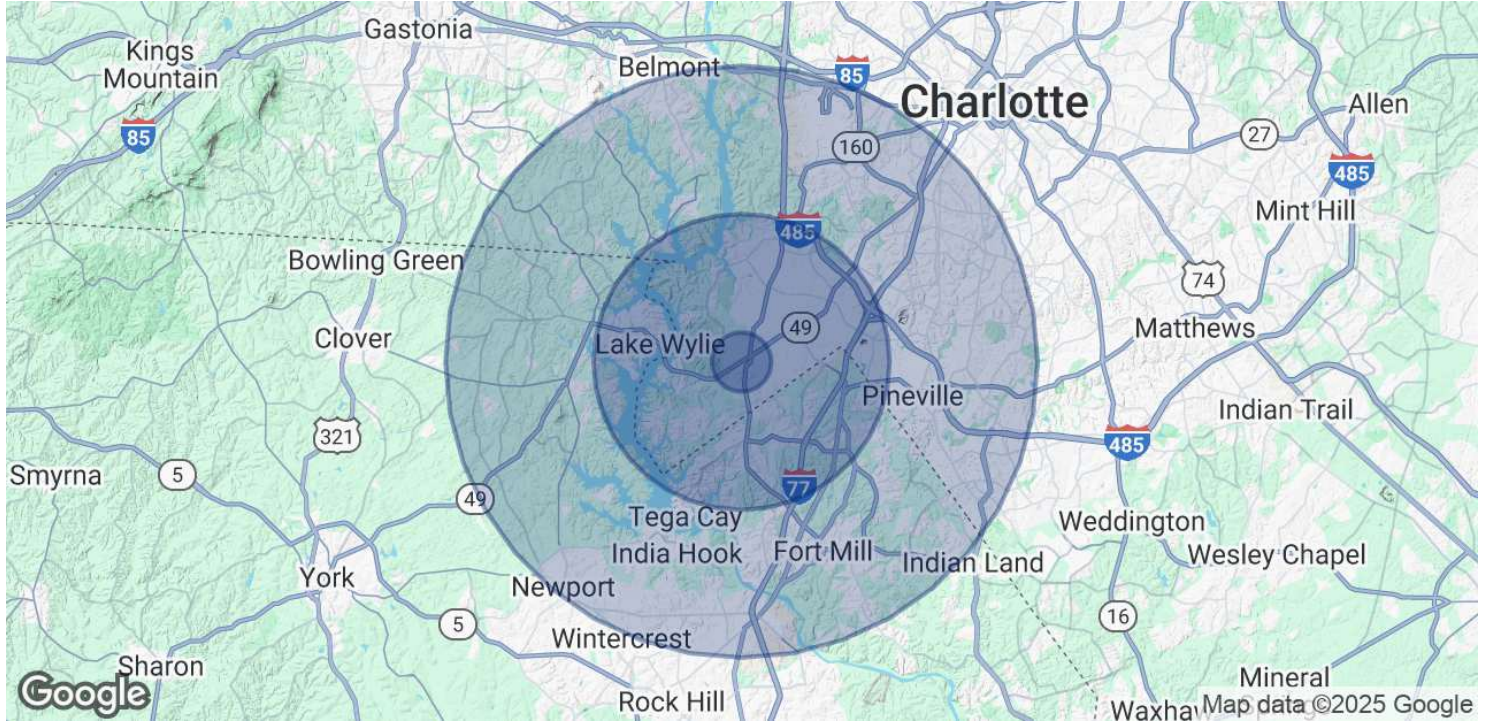 Gastonia
Kings
Mountain
Belmont
85
Charlotte
Allen
85
27
160
485
Mint Hill
485
Bowling Green
74
49
Matthews
Clover
Lake Wylie
Pineville
Indian Trail
321
485
Smyrna
5
77
49
Tega Cay
Weddington
India Hook
Fort Mill
Indian Land
Wesley Chapel
York
Newport
16
5
Wintercrest
Sharon
Mineral
Rock Hill
Google
Map data ©2025 Google